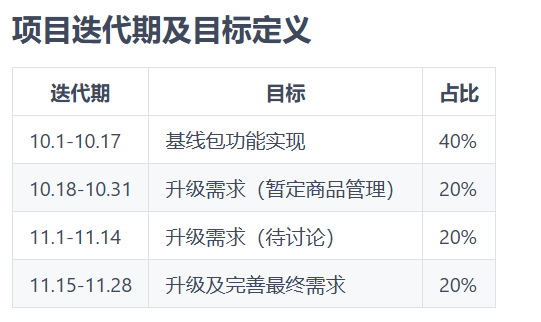 项目迭代期及目标定义
迭代期 目标 占比
10.1-10.17 基线包功能实现 40%
10.18-10.31 升级需求（暂定商品管理） 20%
11.1-11.14 升级需求（待讨论） 20%
11.15-11.28 升级及完善最终需求 20%